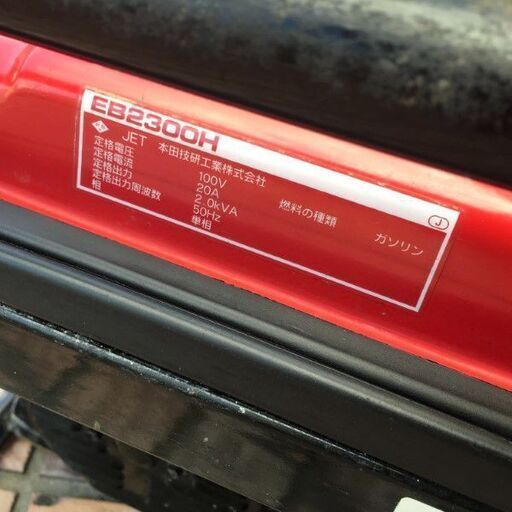 EB2300H
JET 本田技研工業株式会社
定格電圧 100V 燃料の種類 ガソリン
定格電流 20A
定格出力 2.0kVA
定格出力周波数 50Hz
相 単相
J